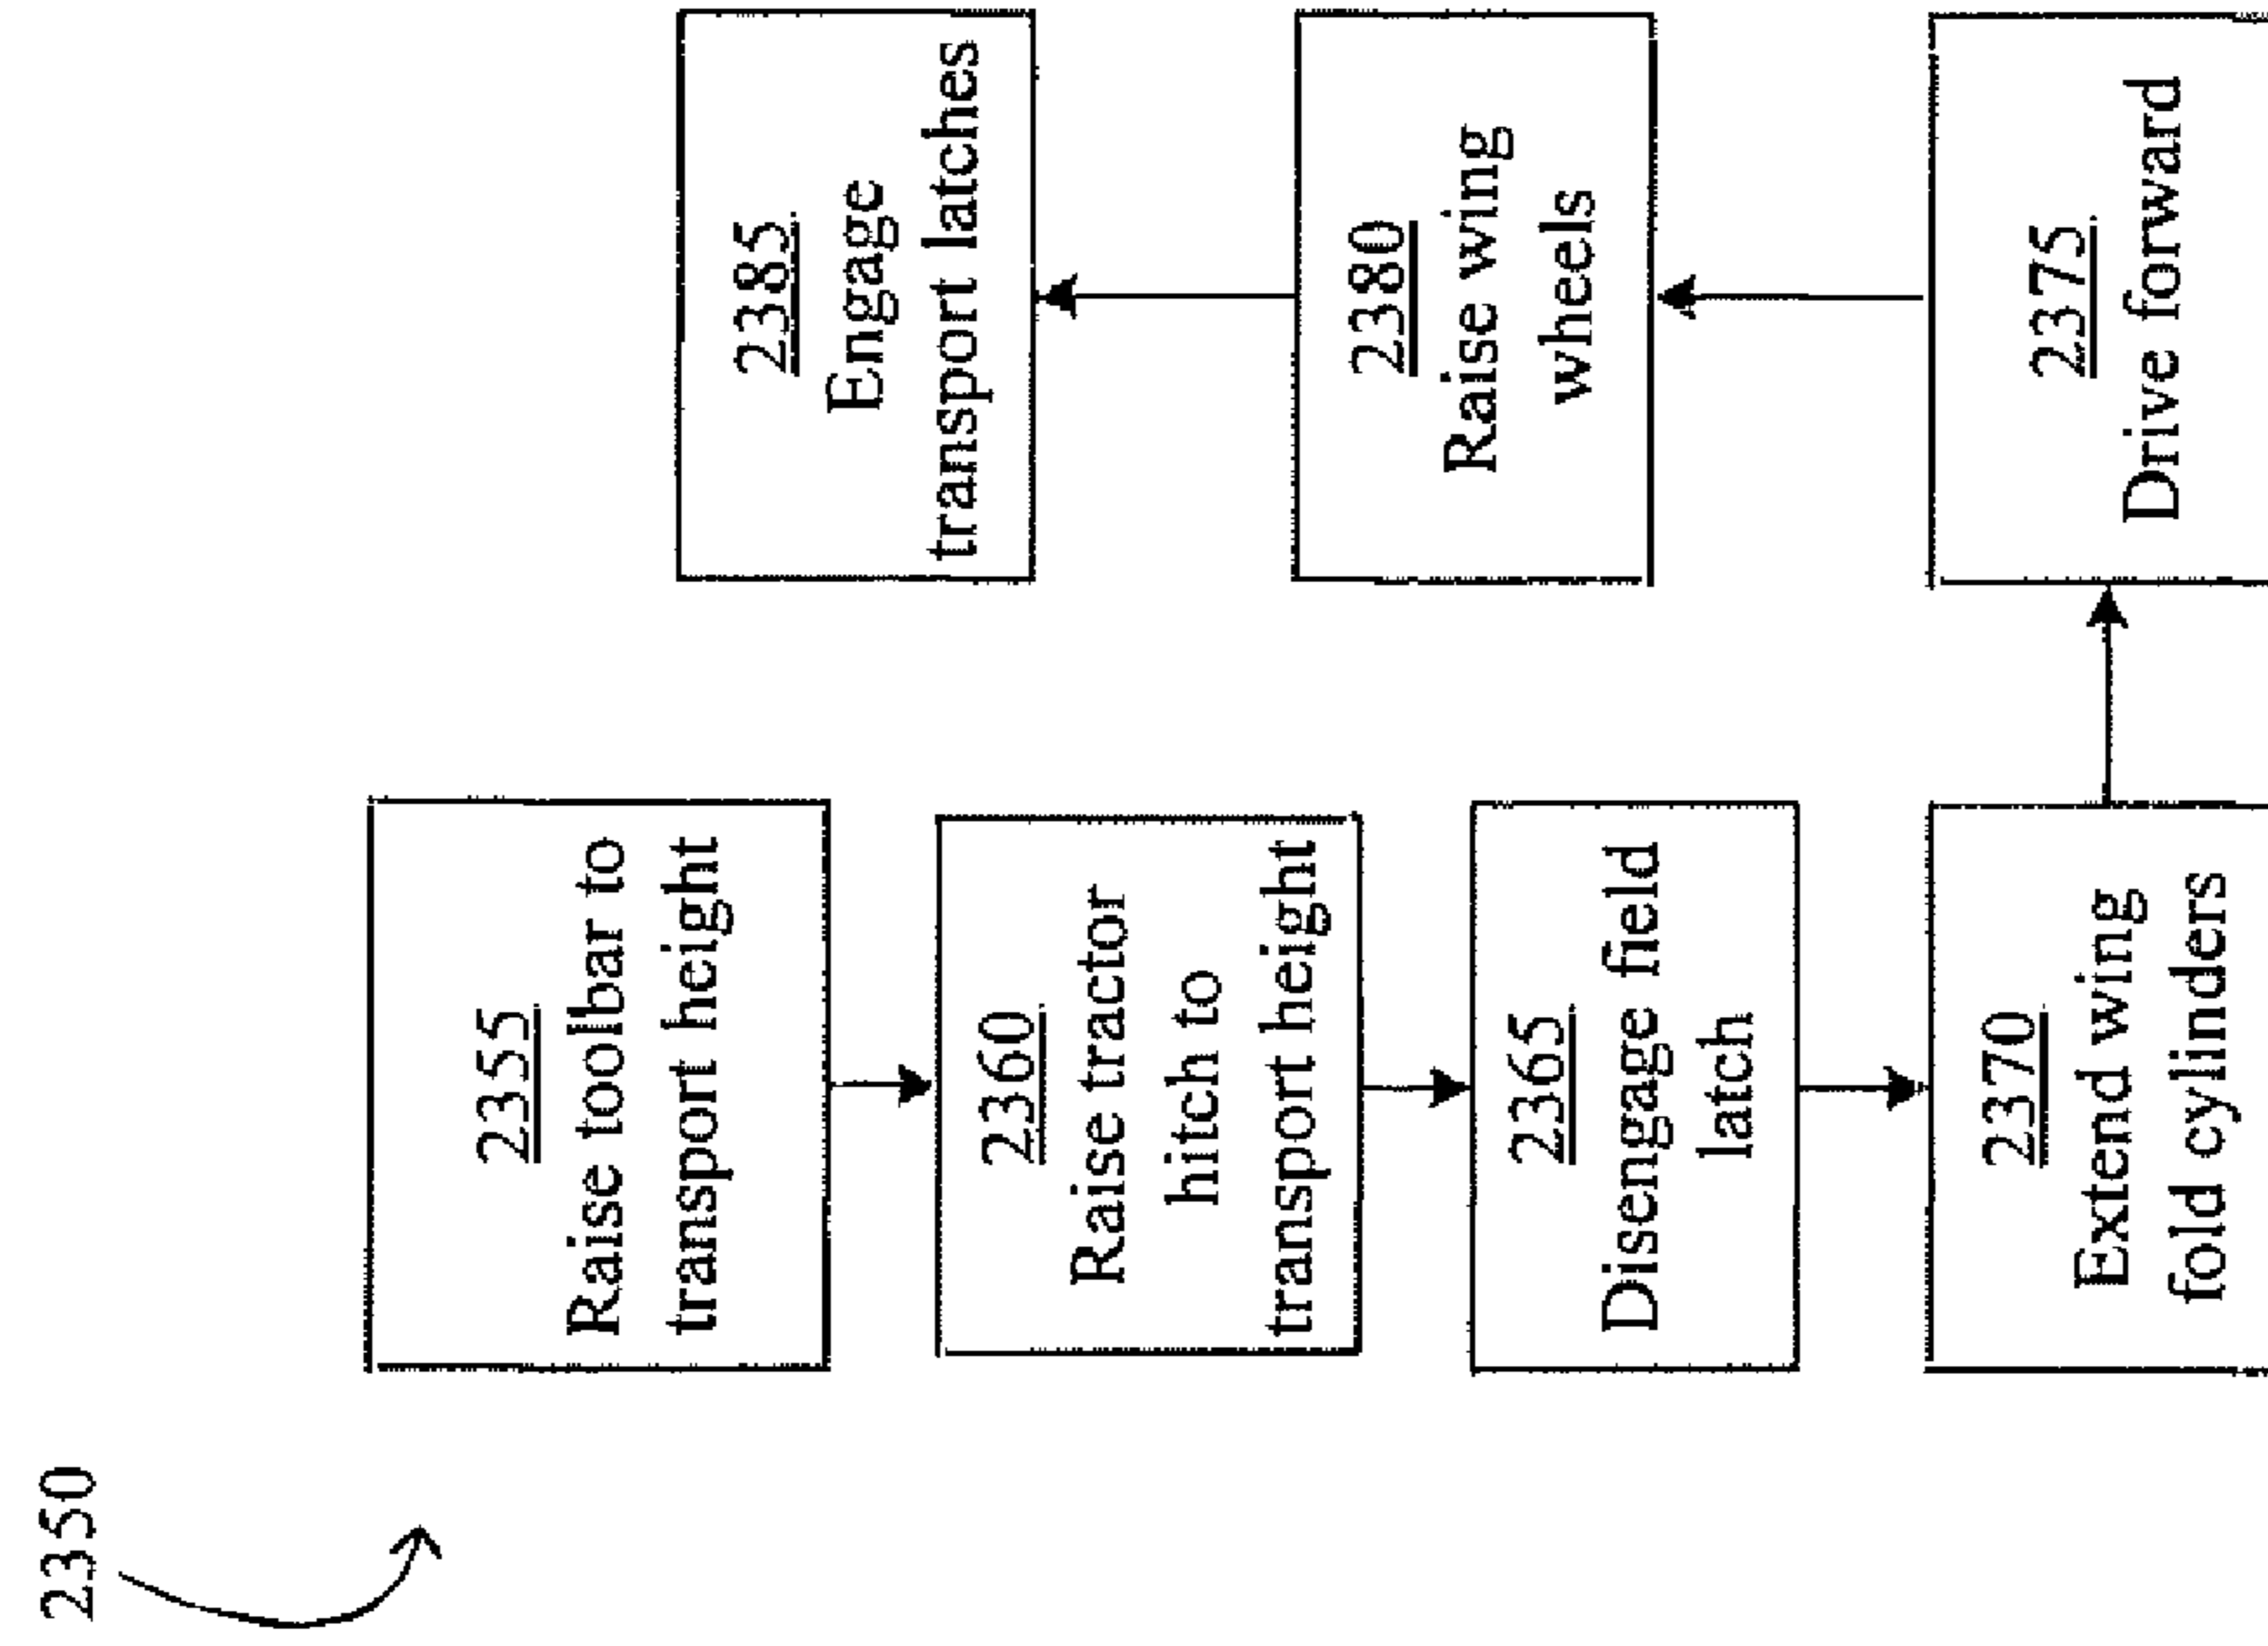 2350
2355
Raise toolbar to
transport height
2360
Raise tractor
hitch to
transport height
2365
Disengage field
latch
2370
Extend wing
fold cylinders
2375
Drive forward
2380
Raise wing
wheels
2385
Engage
transport latches